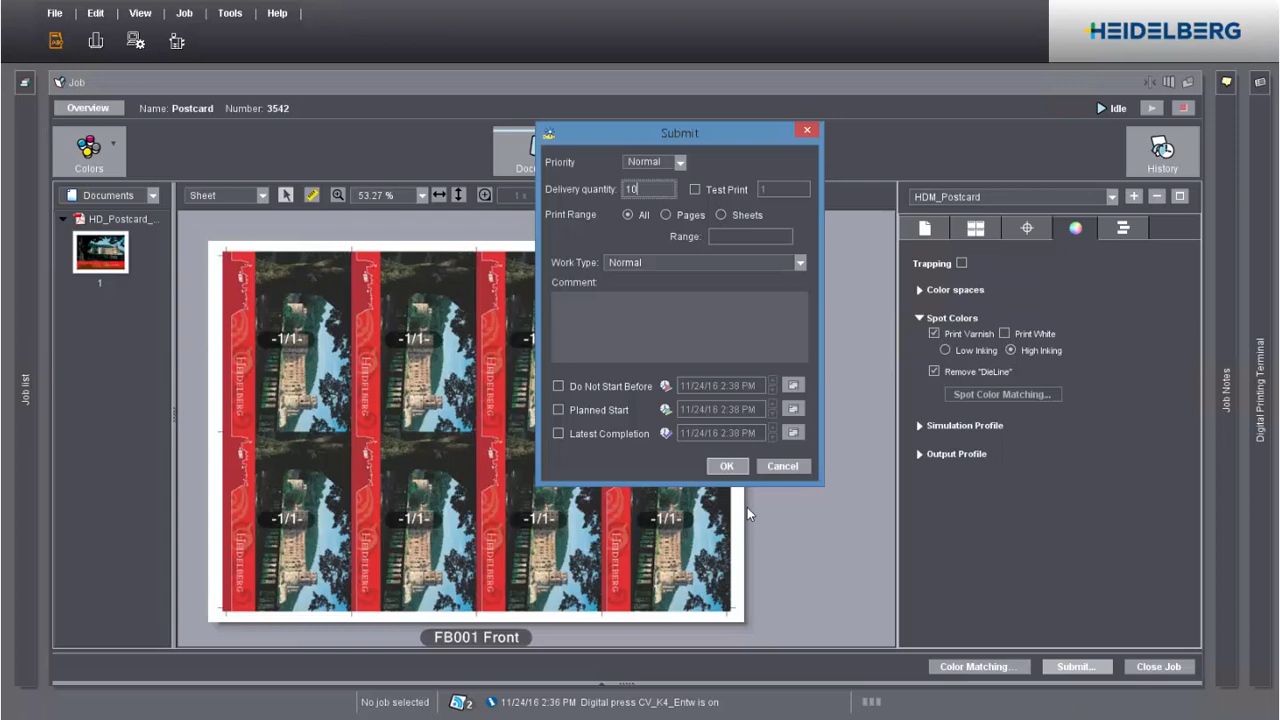 File | Edit | View | Job | Tools | Help |
HEIDELBERG
Job
Overview Name: Postcard Number: 3542 Idle
Colors
Docu
History
Submit
Priority Normal
Delivery quantity: 10 Test Print 1
Print Range All Pages Sheets
Range:
Work Type: Normal
Comment:
Do Not Start Before 11/24/16 2:38 PM
Planned Start 11/24/16 2:38 PM
Latest Completion 11/24/16 2:38 PM
OK Cancel
Documents
HD_Postcard_...
1
Sheet 53.27 % 1 x
-1/1- -1/1-
-1/1- -1/1- -1/1- -1/1-
HEIDELBERG HEIDELBERG
HEIDELBERG HEIDELBERG HEIDELBERG HEIDELBERG
FB001 Front
HDM_Postcard
Trapping
Color spaces
Spot Colors
Print Varnish Print White
Low Inking High Inking
Remove "DieLine"
Spot Color Matching...
Simulation Profile
Output Profile
Color Matching... Submit... Close Job
Job list
Job Notes
Digital Printing Terminal
No job selected 2 11/24/16 2:36 PM Digital press CV_K4_Entw is on